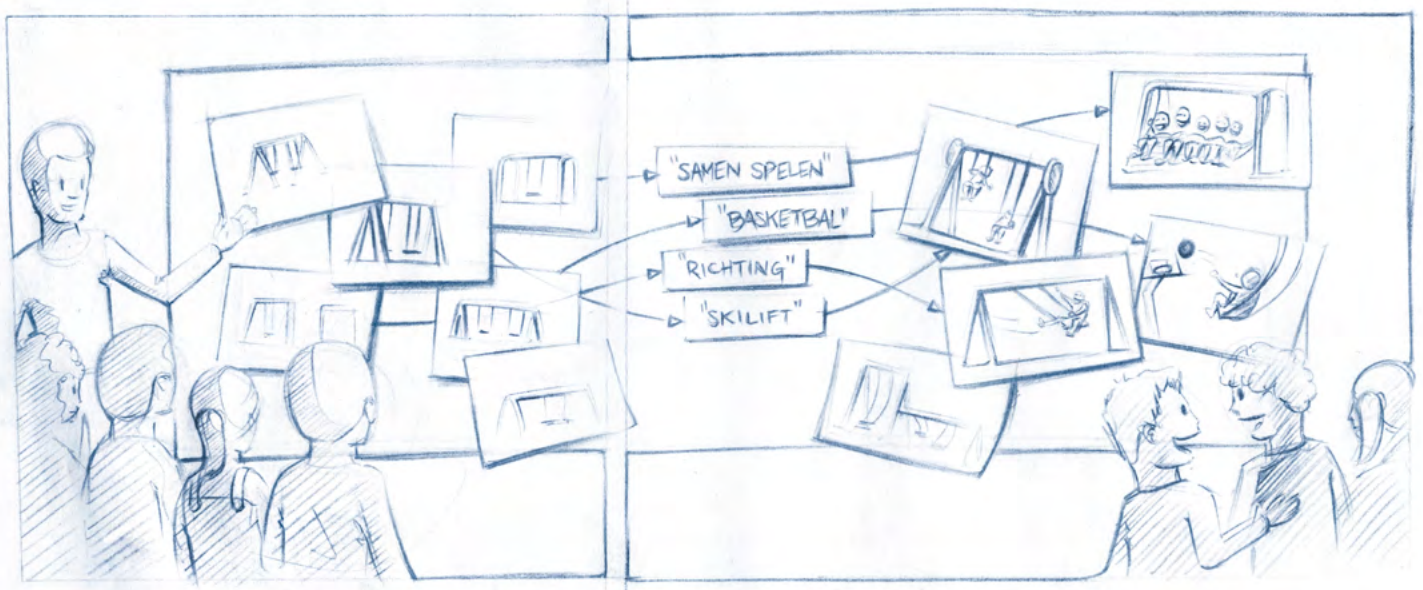 "SAMEN SPELEN"
"BASKETBAL"
"RICHTING"
"SKILIFT"